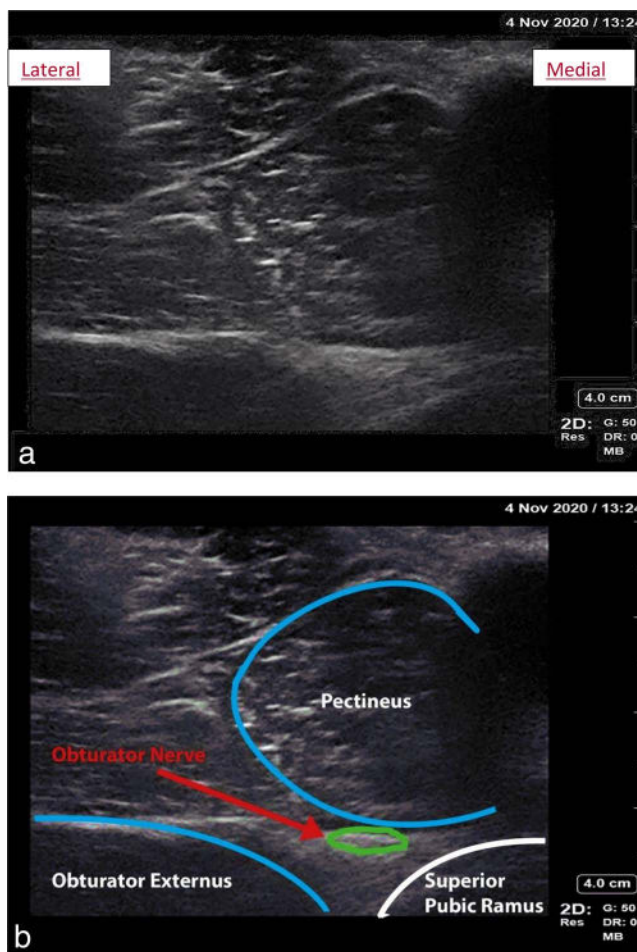 4 Nov 2020 / 13:24
Lateral
Medial
4.0 cm
2D: G: 50
Res DR: 0
MB
a
4 Nov 2020 / 13:24
Pectineus
Obturator Nerve
Obturator Externus
Superior
Pubic Ramus
4.0 cm
2D: G: 50
Res DR: 0
MB
b